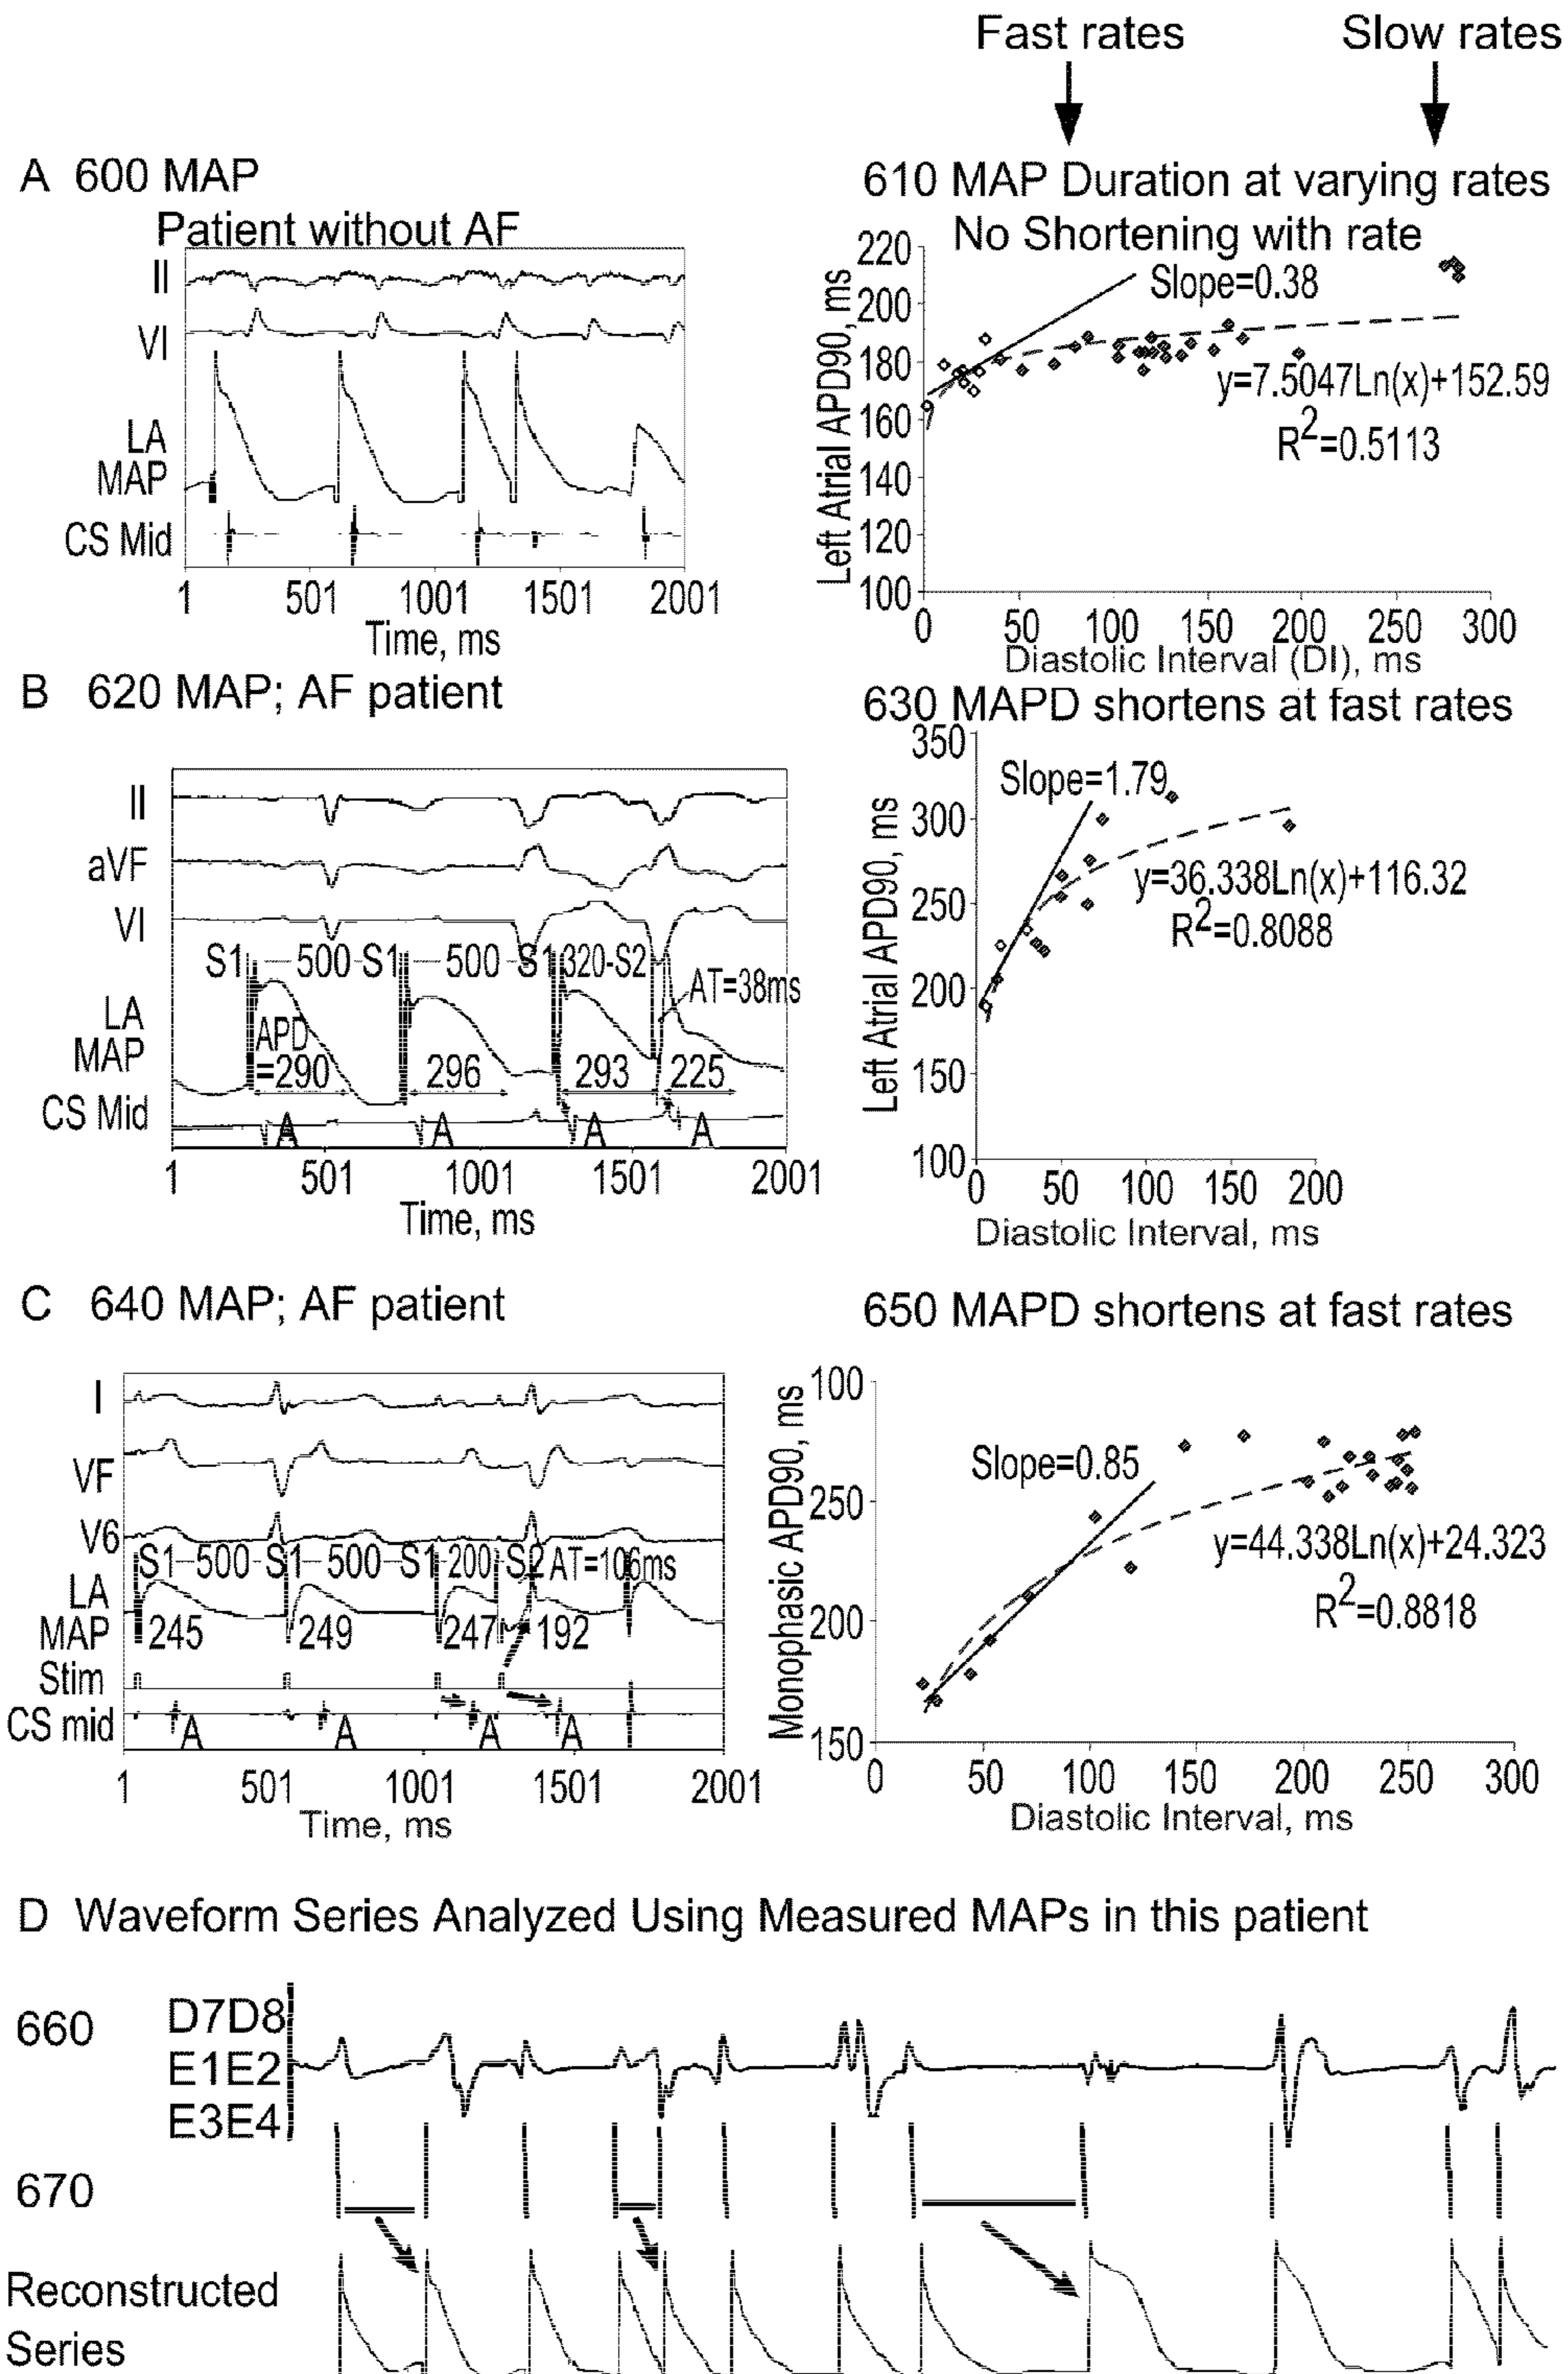 Fast rates
Slow rates
A 600 MAP
Patient without AF
II
VI
LA
MAP
CS Mid
1 501 1001 1501 2001
Time, ms
610 MAP Duration at varying rates
No Shortening with rate
Slope=0.38
y=7.5047Ln(x)+152.59
R2=0.5113
Left Atrial APD90, ms
220
200
180
160
140
120
100
0 50 100 150 200 250 300
Diastolic Interval (DI), ms
B 620 MAP; AF patient
II
aVF
VI
S1 500 S1 500 S1 320-S2
AT=38ms
LA
MAP
APD
=290 296 293 225
CS Mid
A A A A
1 501 1001 1501 2001
Time, ms
630 MAPD shortens at fast rates
Slope=1.79
y=36.338Ln(x)+116.32
R2=0.8088
Left Atrial APD90, ms
350
300
250
200
150
100
0 50 100 150 200
Diastolic Interval, ms
C 640 MAP; AF patient
I
VF
V6
S1-500-S1-500-S1-200-S2 AT=106ms
LA
MAP
245 249 247 192
Stim
CS mid
A A A A
1 501 1001 1501 2001
Time, ms
650 MAPD shortens at fast rates
Slope=0.85
y=44.338Ln(x)+24.323
R2=0.8818
Monophasic APD90, ms
100
250
200
150
0 50 100 150 200 250 300
Diastolic Interval, ms
D Waveform Series Analyzed Using Measured MAPs in this patient
660
D7D8
E1E2
E3E4
670
Reconstructed
Series